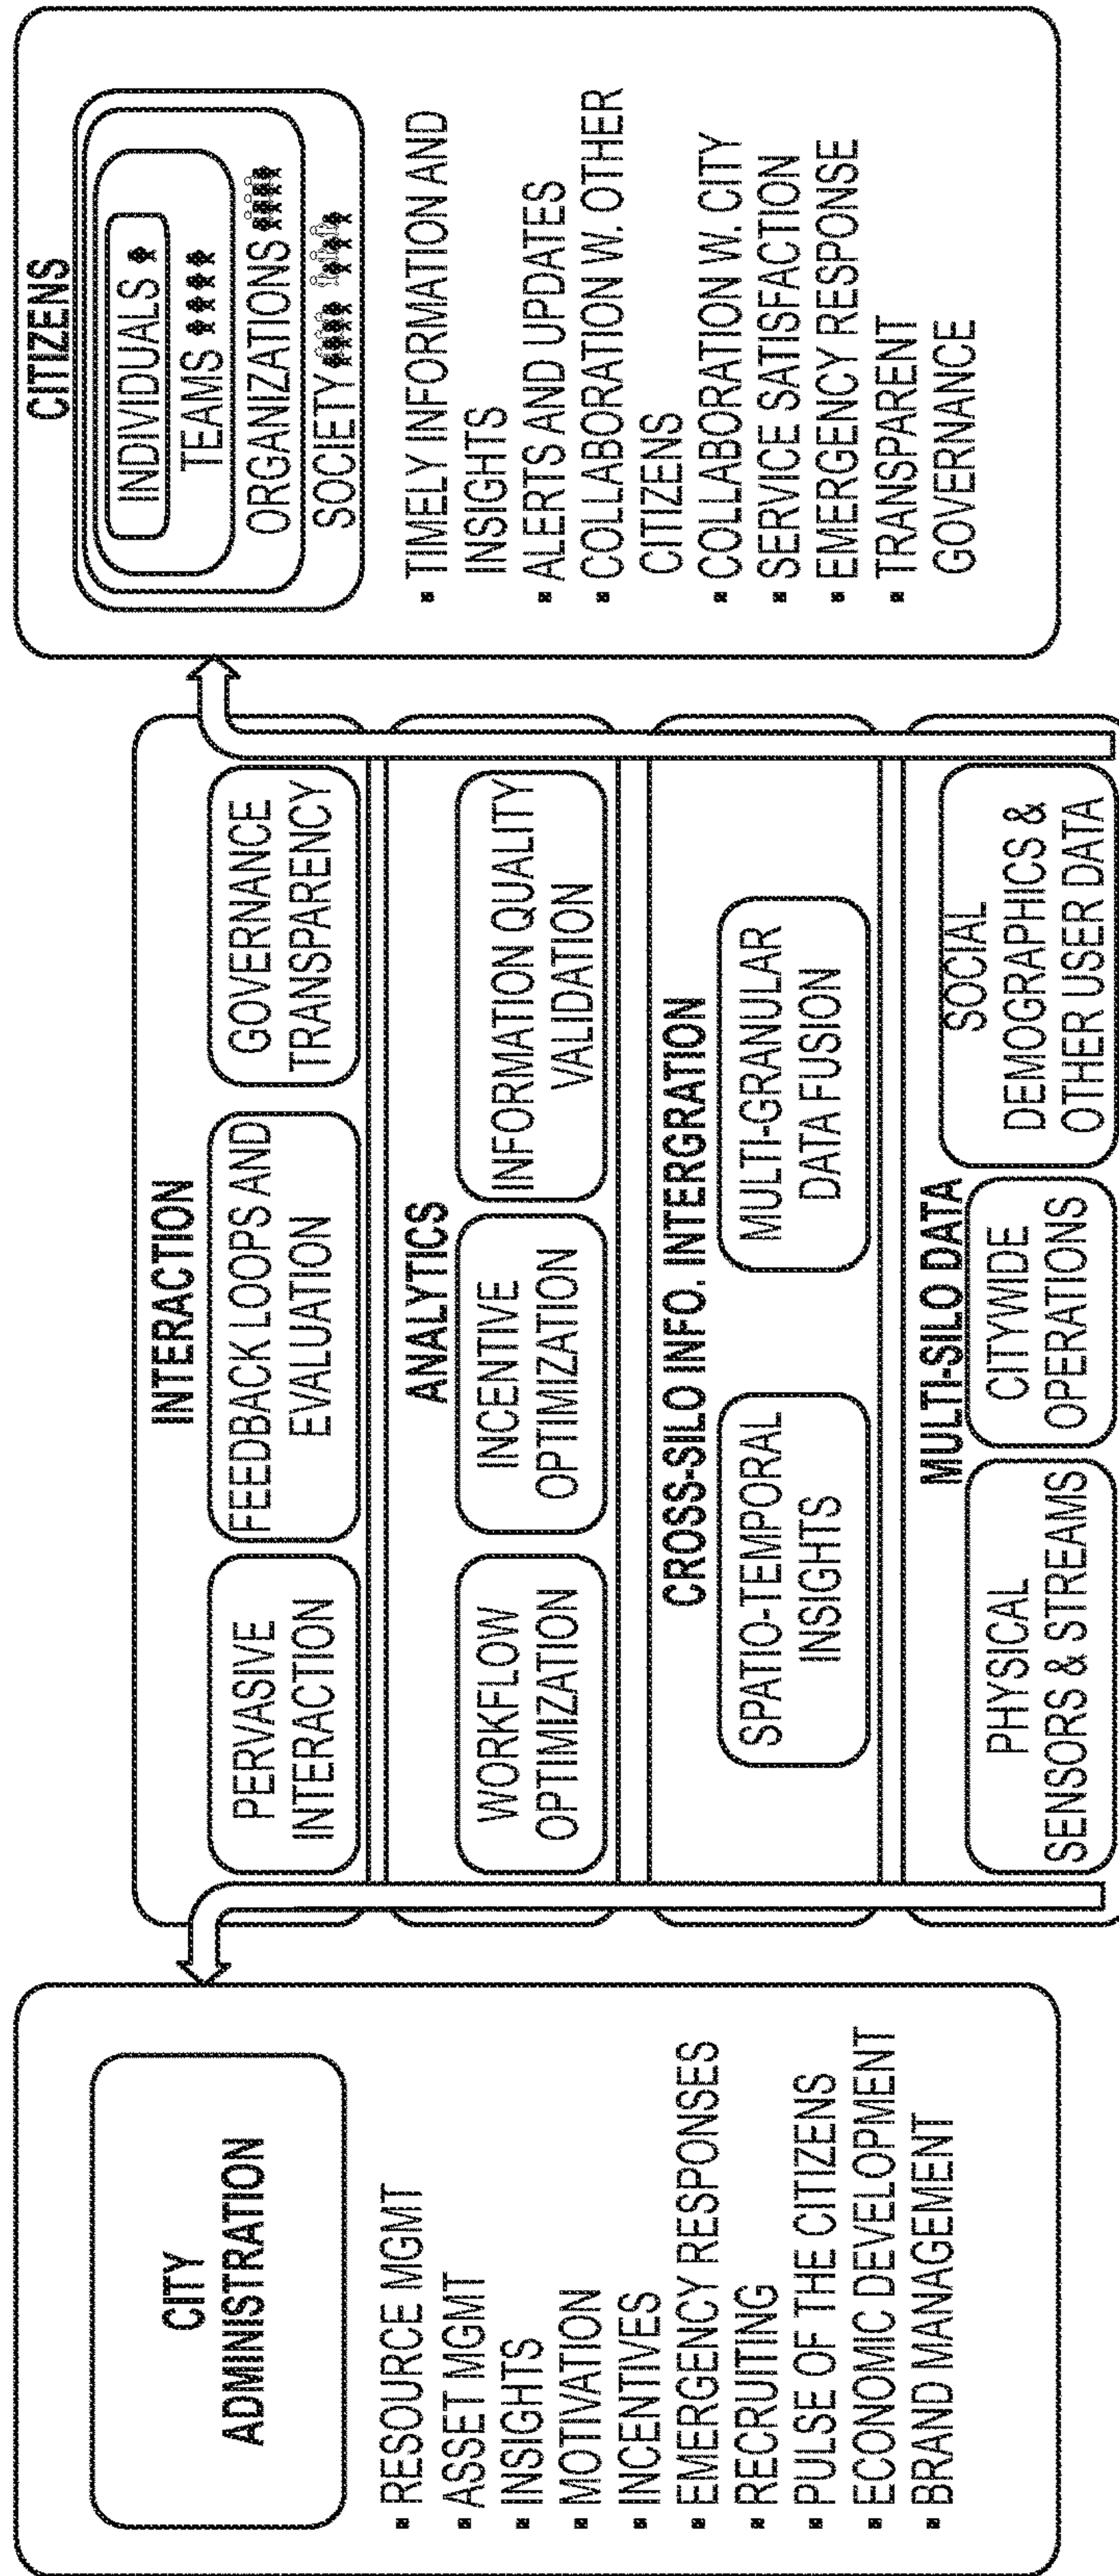 CITY
ADMINISTRATION
▪ RESOURCE MGMT
▪ ASSET MGMT
▪ INSIGHTS
▪ MOTIVATION
▪ INCENTIVES
▪ EMERGENCY RESPONSES
▪ RECRUITING
▪ PULSE OF THE CITIZENS
▪ ECONOMIC DEVELOPMENT
▪ BRAND MANAGEMENT
INTERACTION
PERVASIVE
INTERACTION
FEEDBACK LOOPS AND
EVALUATION
GOVERNANCE
TRANSPARENCY
ANALYTICS
WORKFLOW
OPTIMIZATION
INCENTIVE
OPTIMIZATION
INFORMATION QUALITY
VALIDATION
CROSS-SILO INFO. INTERGRATION
SPATIO-TEMPORAL
INSIGHTS
MULTI-GRANULAR
DATA FUSION
MULTI-SILO DATA
PHYSICAL
SENSORS & STREAMS
CITYWIDE
OPERATIONS
SOCIAL
DEMOGRAPHICS &
OTHER USER DATA
CITIZENS
INDIVIDUALS
TEAMS
ORGANIZATIONS
SOCIETY
▪ TIMELY INFORMATION AND
INSIGHTS
▪ ALERTS AND UPDATES
▪ COLLABORATION W. OTHER
CITIZENS
▪ COLLABORATION W. CITY
▪ SERVICE SATISFACTION
▪ EMERGENCY RESPONSE
▪ TRANSPARENT
GOVERNANCE